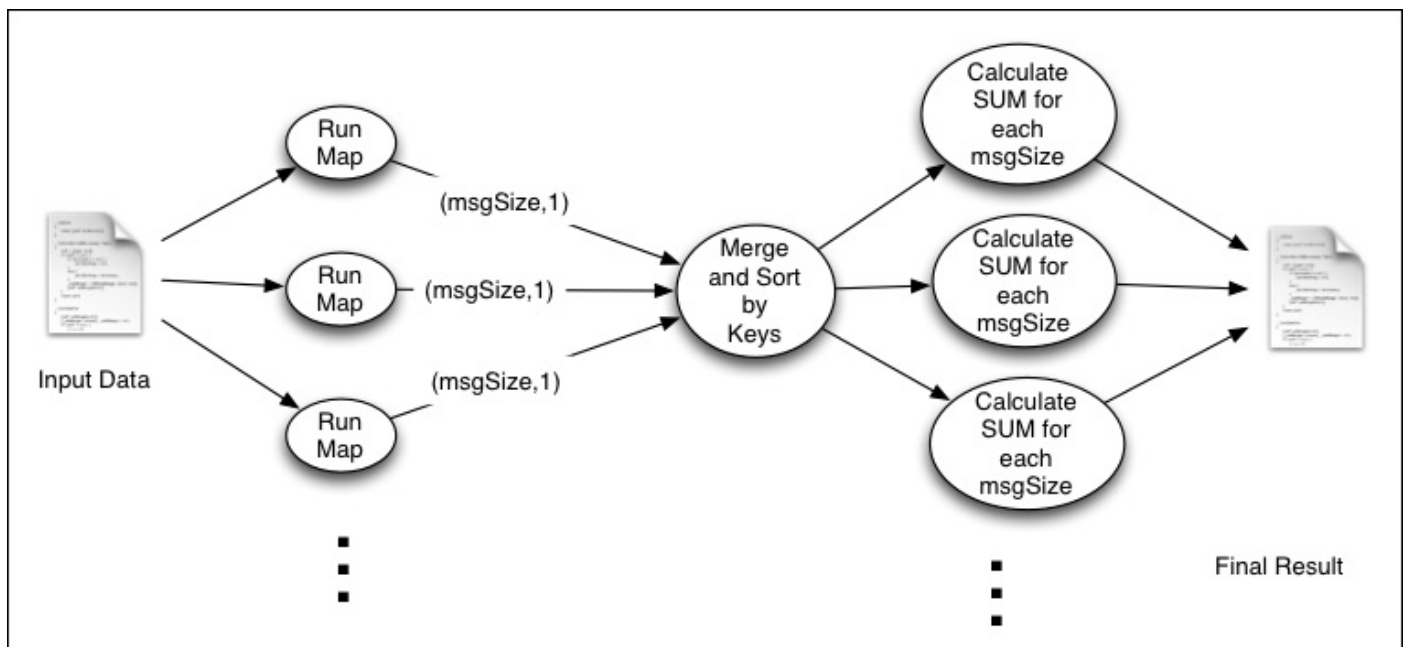 Input Data
Run
Map
(msgSize,1)
Run
Map
(msgSize,1)
Run
Map
(msgSize,1)
Merge
and Sort
by
Keys
Calculate
SUM for
each
msgSize
Calculate
SUM for
each
msgSize
Calculate
SUM for
each
msgSize
Final Result